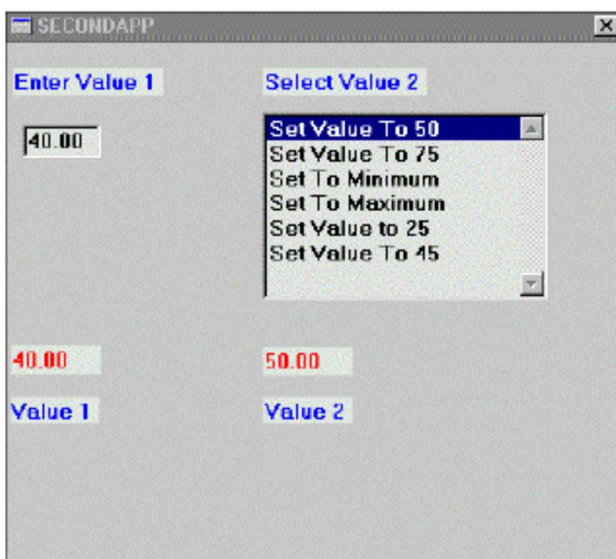 SECONDAPP
Enter Value 1
Select Value 2
40.00
Set Value To 50
Set Value To 75
Set To Minimum
Set To Maximum
Set Value to 25
Set Value To 45
40.00
50.00
Value 1
Value 2